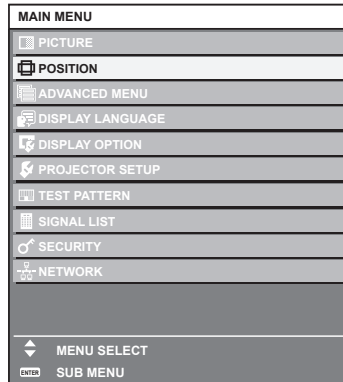 MAIN MENU
PICTURE
POSITION
ADVANCED MENU
DISPLAY LANGUAGE
DISPLAY OPTION
PROJECTOR SETUP
TEST PATTERN
SIGNAL LIST
SECURITY
NETWORK
MENU SELECT
ENTER SUB MENU